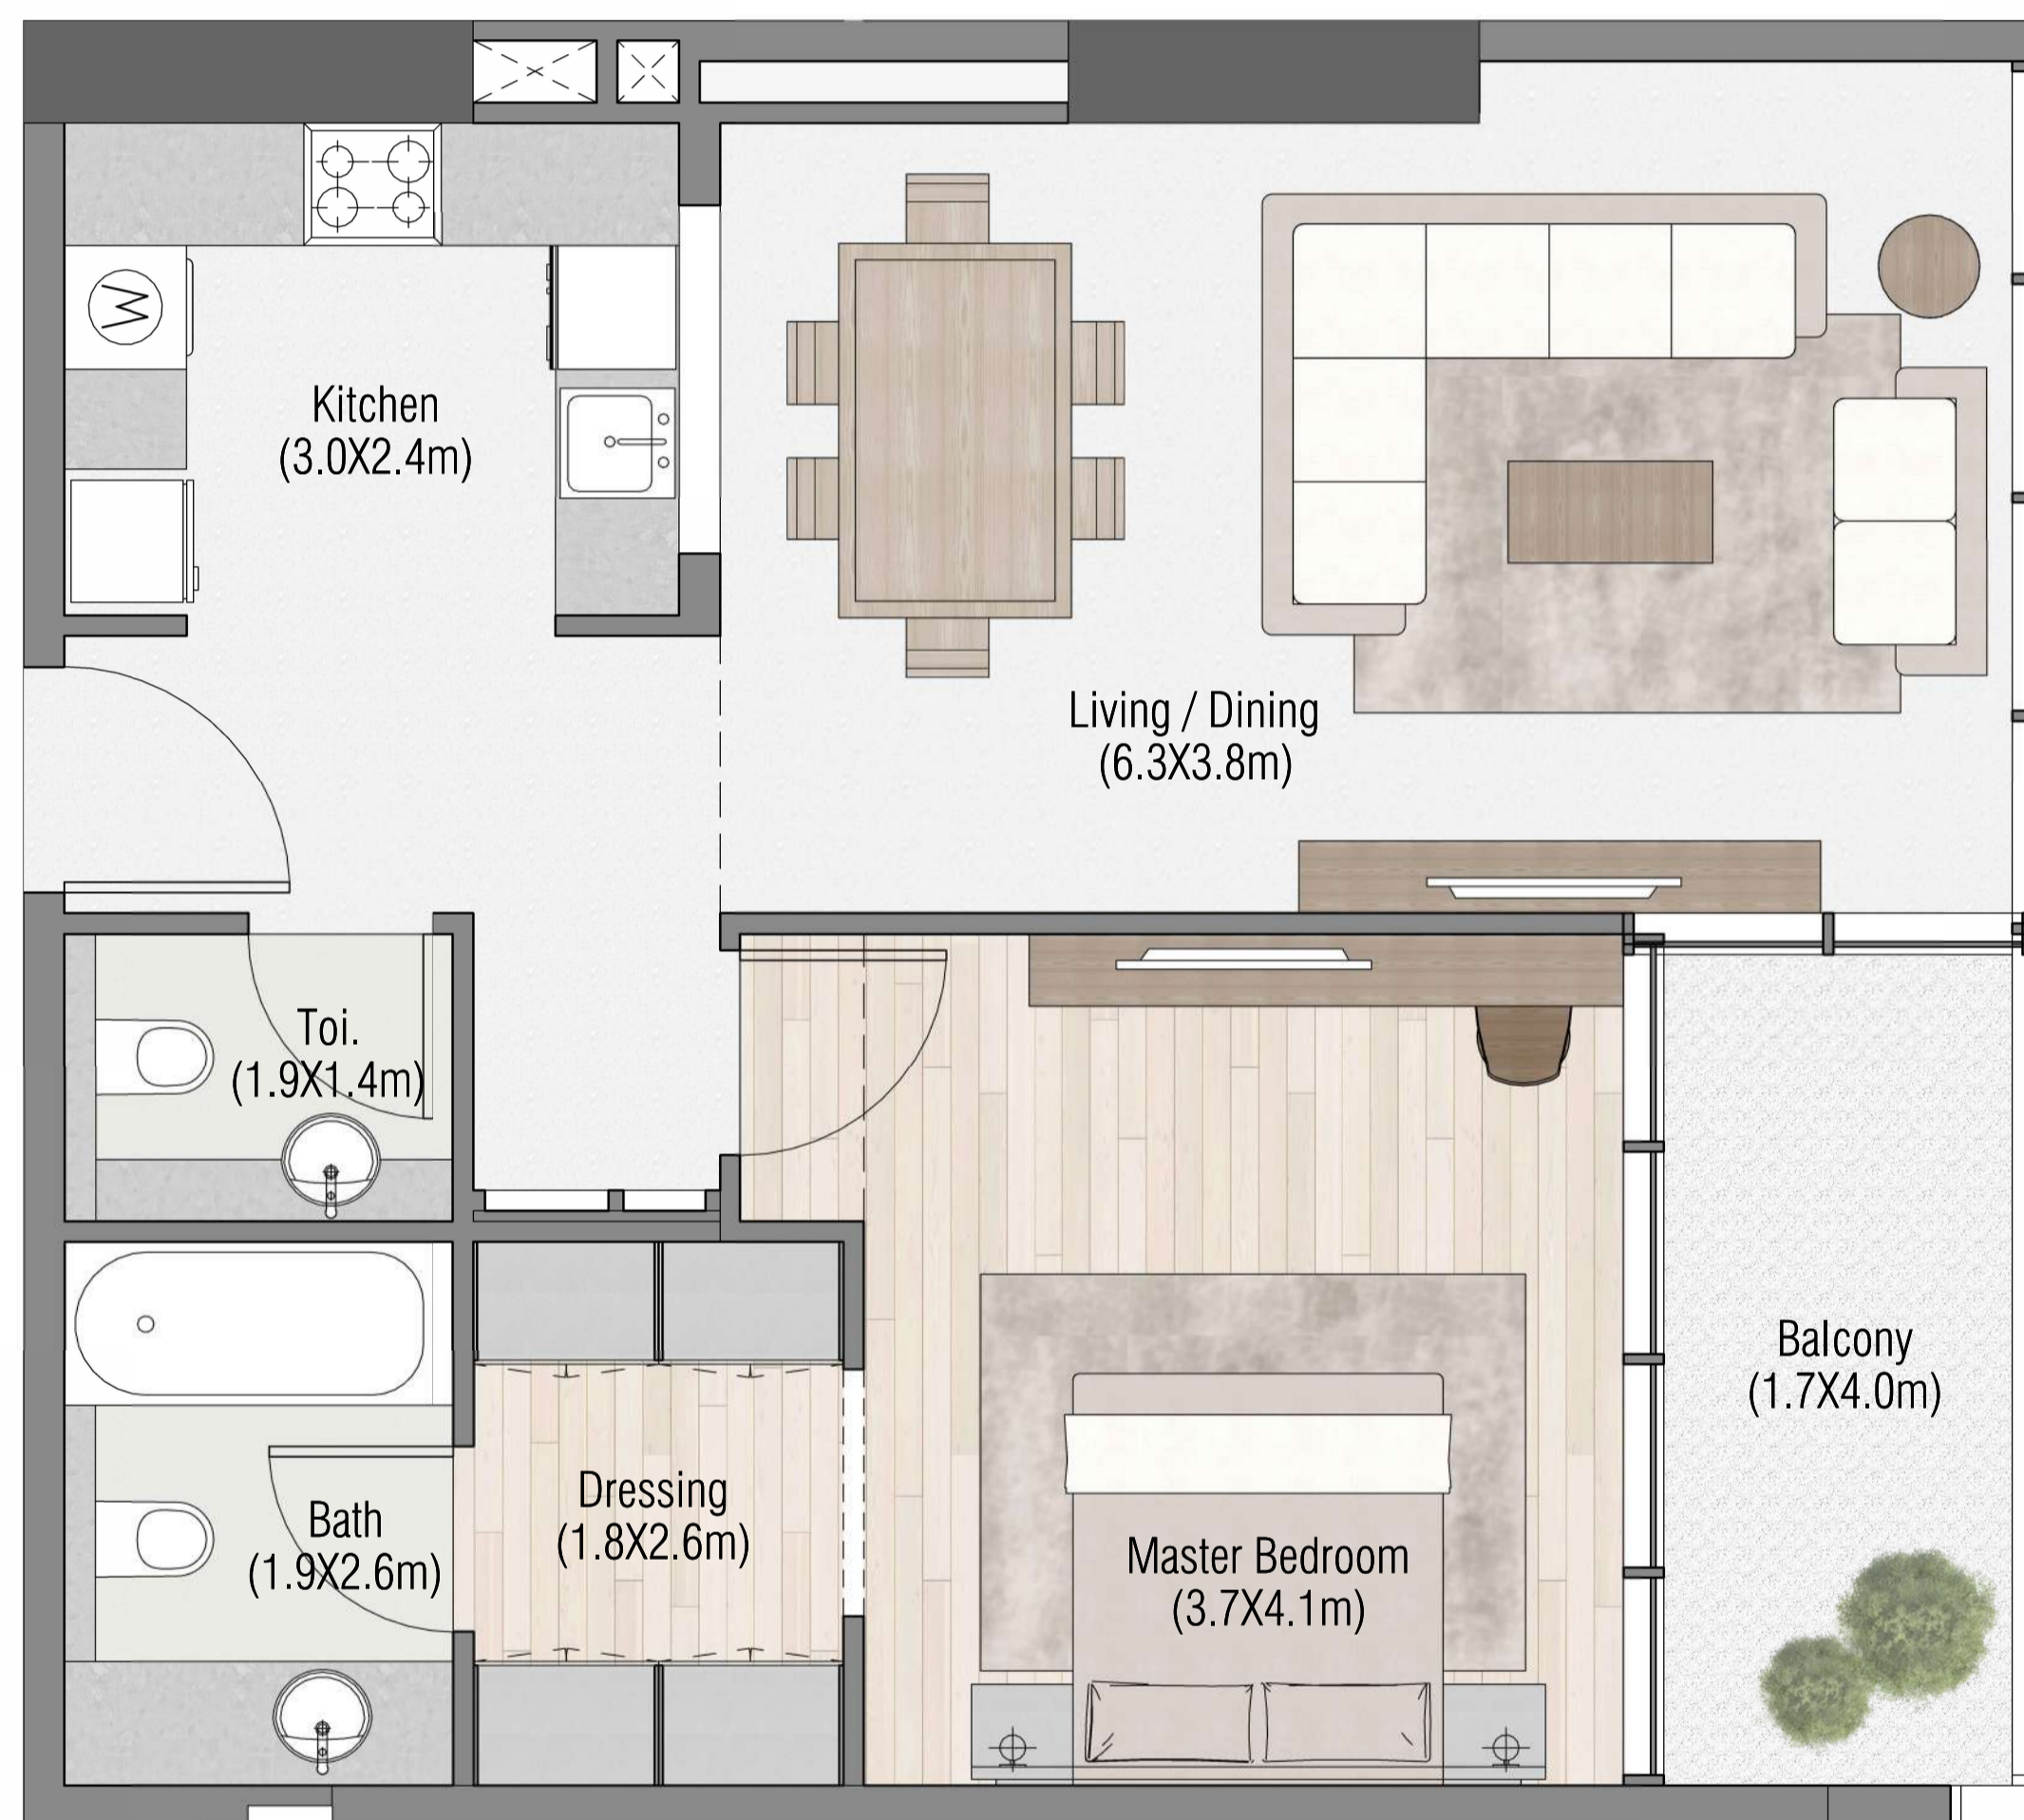 Kitchen
(3.0X2.4m)
Living / Dining
(6.3X3.8m)
Toi.
(1.9X1.4m)
Balcony
(1.7X4.0m)
Dressing
(1.8X2.6m)
Bath
(1.9X2.6m)
Master Bedroom
(3.7X4.1m)
W